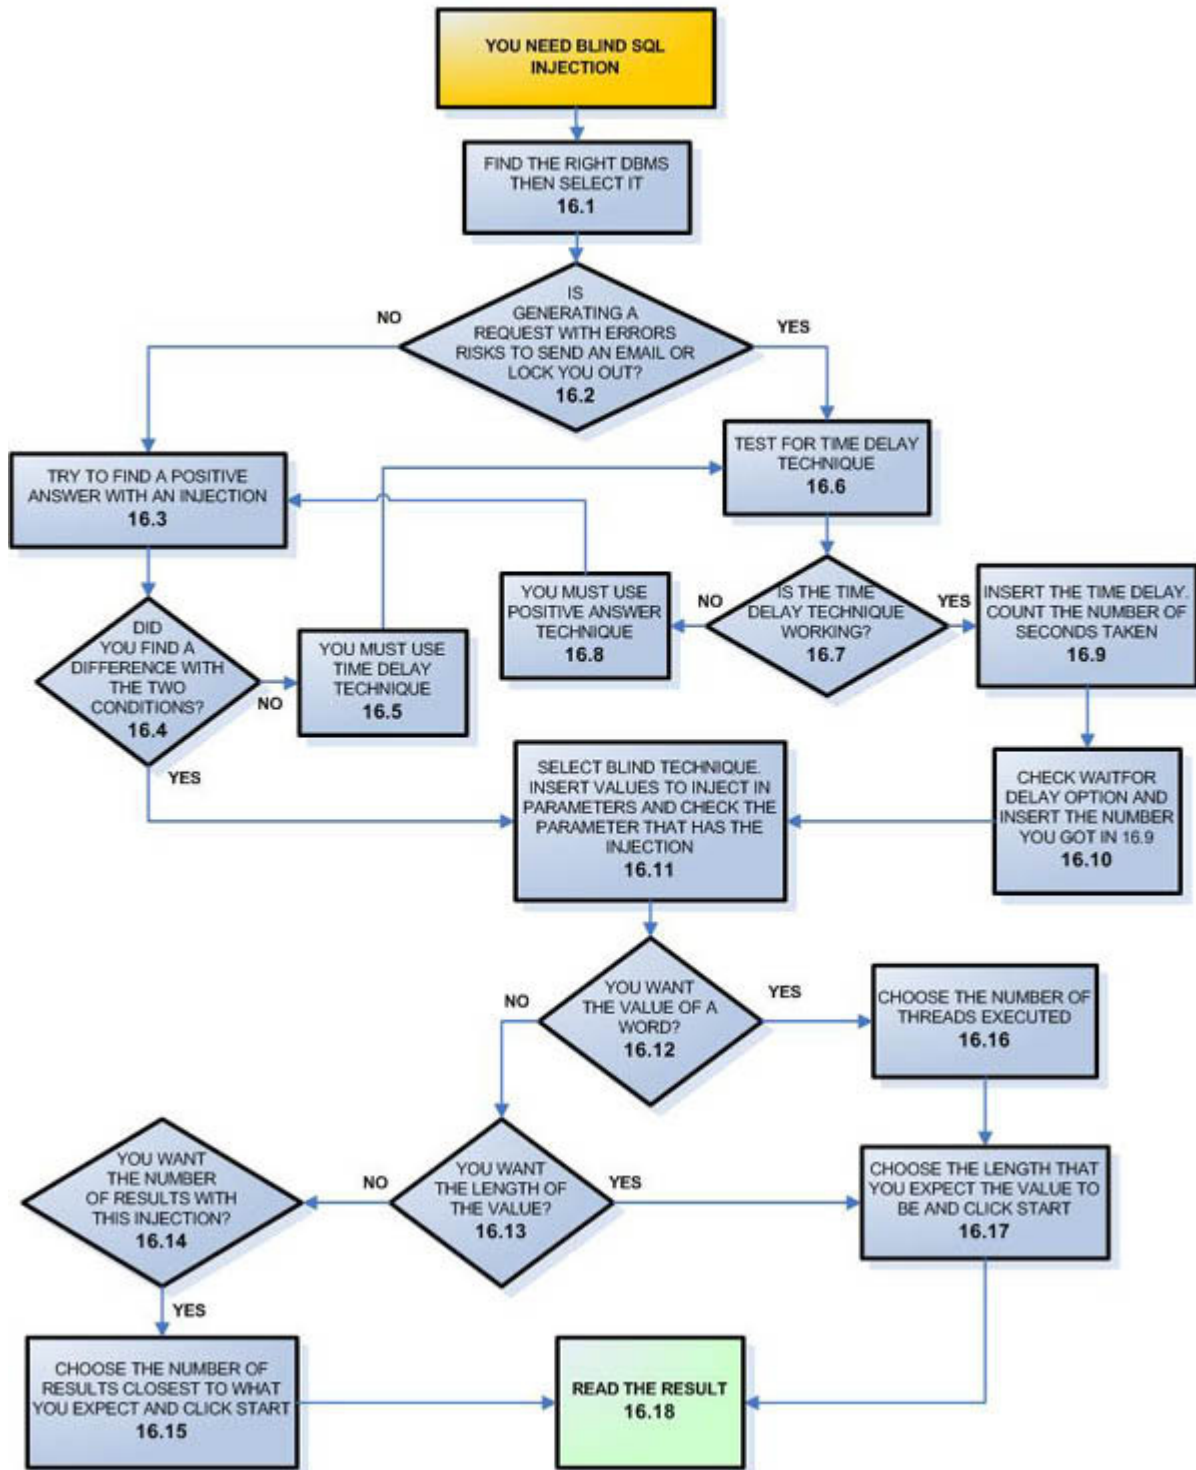 YOU NEED BLIND SQL
INJECTION
FIND THE RIGHT DBMS
THEN SELECT IT
16.1
IS
GENERATING A
REQUEST WITH ERRORS
RISKS TO SEND AN EMAIL OR
LOCK YOU OUT?
16.2
NO
YES
TRY TO FIND A POSITIVE
ANSWER WITH AN INJECTION
16.3
TEST FOR TIME DELAY
TECHNIQUE
16.6
DID
YOU FIND A
DIFFERENCE WITH
THE TWO
CONDITIONS?
16.4
NO
YES
YOU MUST USE
TIME DELAY
TECHNIQUE
16.5
YOU MUST USE
POSITIVE ANSWER
TECHNIQUE
16.8
NO
IS THE TIME
DELAY TECHNIQUE
WORKING?
16.7
YES
INSERT THE TIME DELAY.
COUNT THE NUMBER OF
SECONDS TAKEN
16.9
SELECT BLIND TECHNIQUE.
INSERT VALUES TO INJECT IN
PARAMETERS AND CHECK THE
PARAMETER THAT HAS THE
INJECTION
16.11
CHECK WAITFOR
DELAY OPTION AND
INSERT THE NUMBER
YOU GOT IN 16.9
16.10
NO
YOU WANT
THE VALUE OF A
WORD?
16.12
YES
CHOOSE THE NUMBER OF
THREADS EXECUTED
16.16
YOU WANT
THE NUMBER
OF RESULTS WITH
THIS INJECTION?
16.14
NO
YOU WANT
THE LENGTH OF
THE VALUE?
16.13
YES
CHOOSE THE LENGTH THAT
YOU EXPECT THE VALUE TO
BE AND CLICK START
16.17
YES
CHOOSE THE NUMBER OF
RESULTS CLOSEST TO WHAT
YOU EXPECT AND CLICK START
16.15
READ THE RESULT
16.18